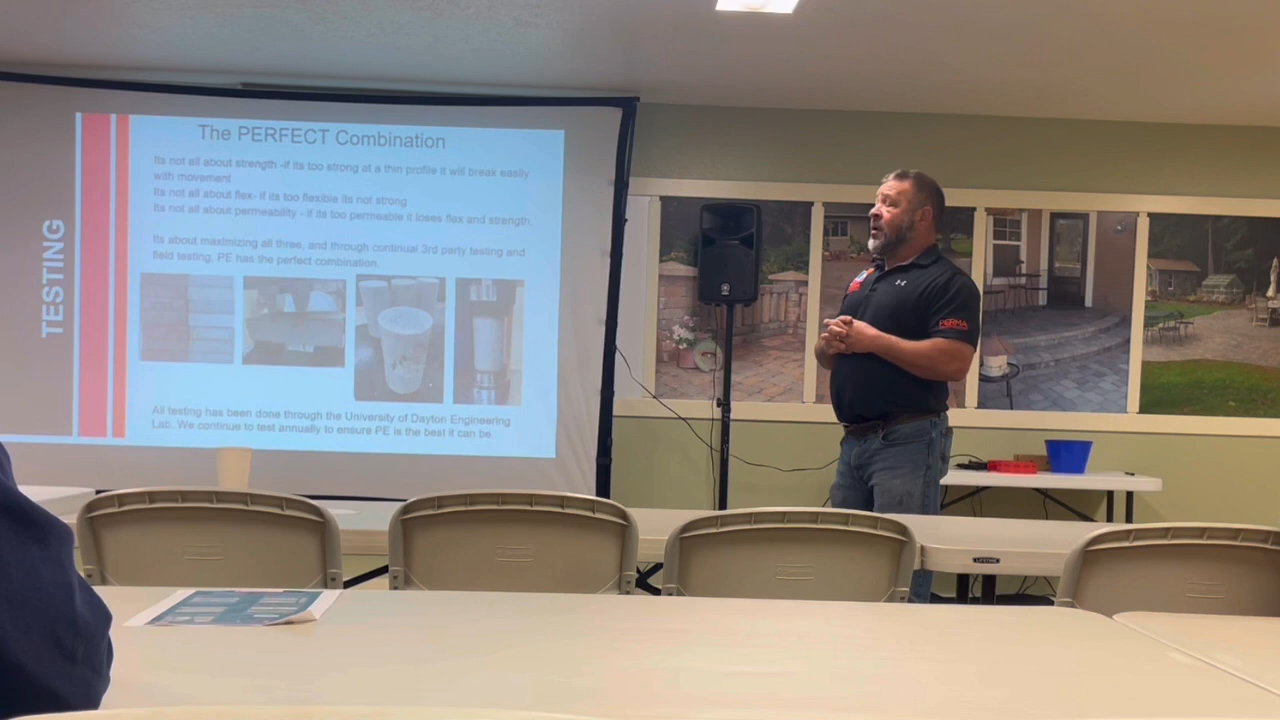 The PERFECT Combination
Its not all about strength -if its too strong at a thin profile it will break easily
with movement
Its not all about flex- if its too flexible its not strong
Its not all about permeability - if its too permeable it loses flex and strength.
Its about maximizing all three, and through continual 3rd party testing and
field testing, PE has the perfect combination.
TESTING
All testing has been done through the University of Dayton Engineering
Lab. We continue to test annually to ensure PE is the best it can be.
PERMA
LIFETIME